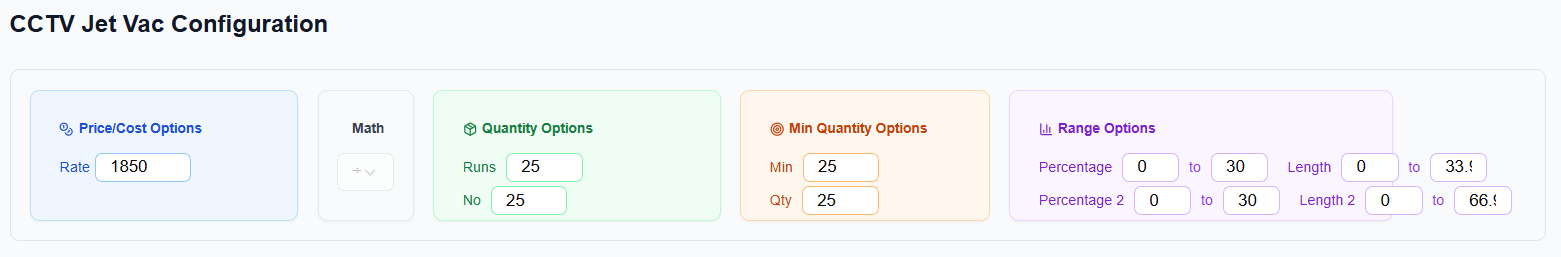 CCTV Jet Vac Configuration
Price/Cost Options
Rate 1850
Math
÷
Quantity Options
Runs 25
No 25
Min Quantity Options
Min 25
Qty 25
Range Options
Percentage 0 to 30 Length 0 to 33.9
Percentage 2 0 to 30 Length 2 0 to 66.9